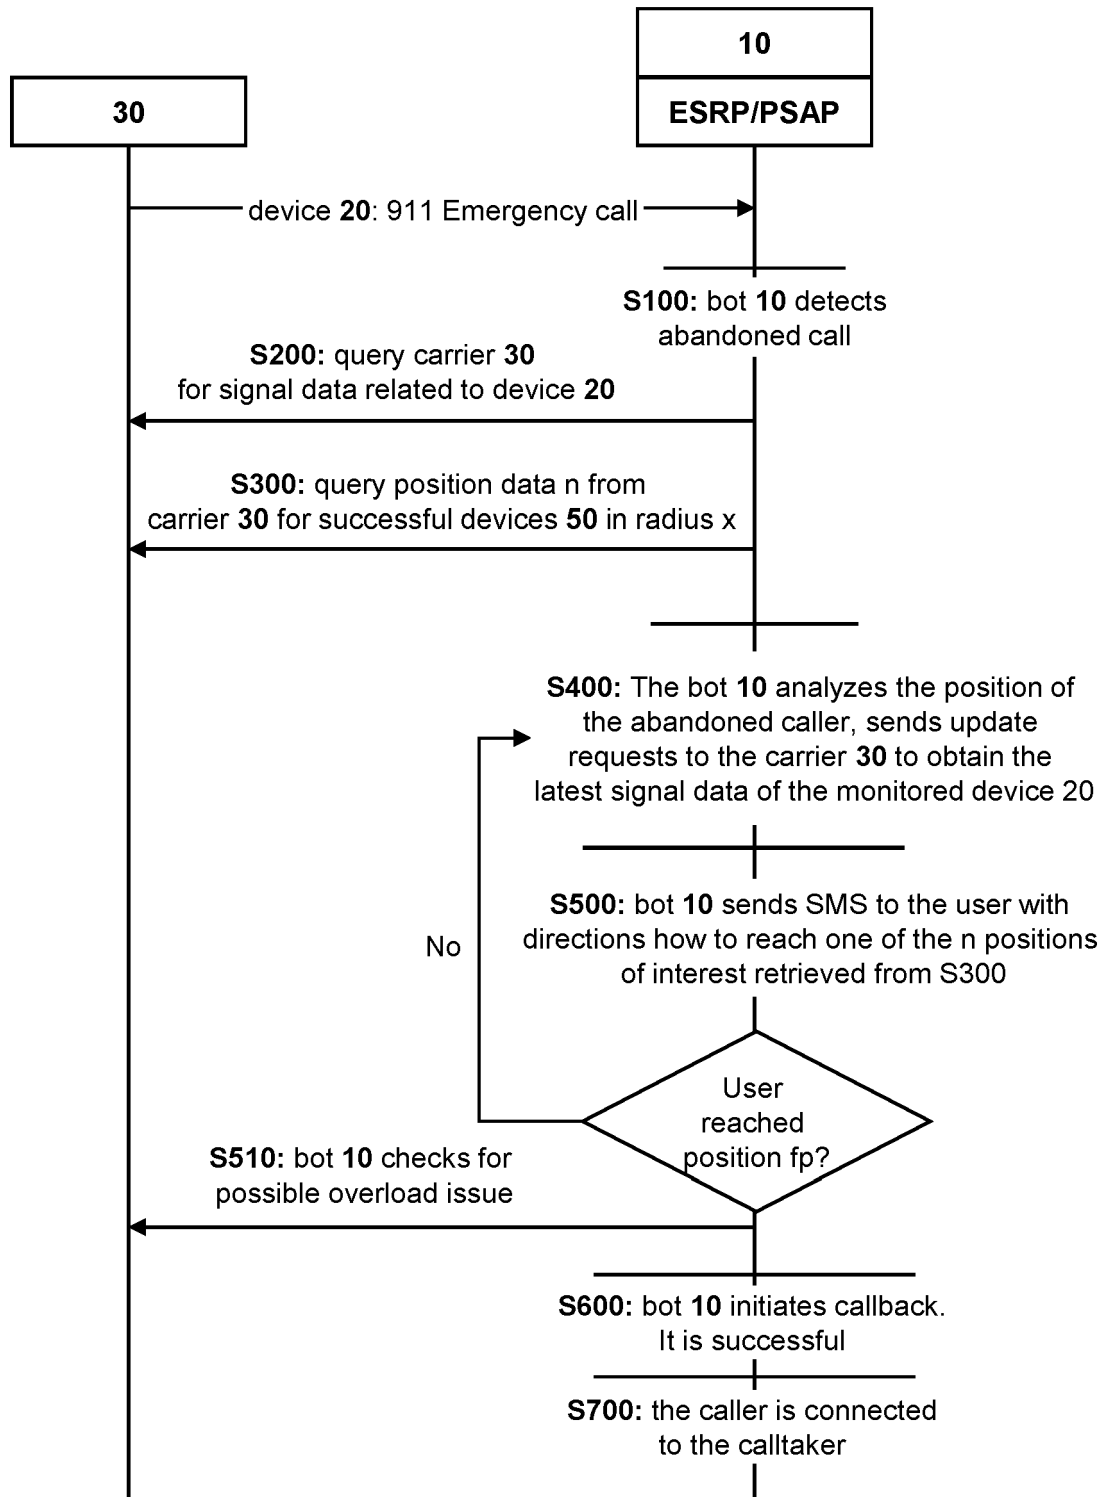 10
30
ESRP/PSAP
device 20: 911 Emergency call
S100: bot 10 detects
abandoned call
S200: query carrier 30
for signal data related to device 20
S300: query position data n from
carrier 30 for successful devices 50 in radius x
S400: The bot 10 analyzes the position of
the abandoned caller, sends update
requests to the carrier 30 to obtain the
latest signal data of the monitored device 20
S500: bot 10 sends SMS to the user with
directions how to reach one of the n positions
of interest retrieved from S300
No
User
reached
position fp?
S510: bot 10 checks for
possible overload issue
S600: bot 10 initiates callback.
It is successful
S700: the caller is connected
to the calltaker